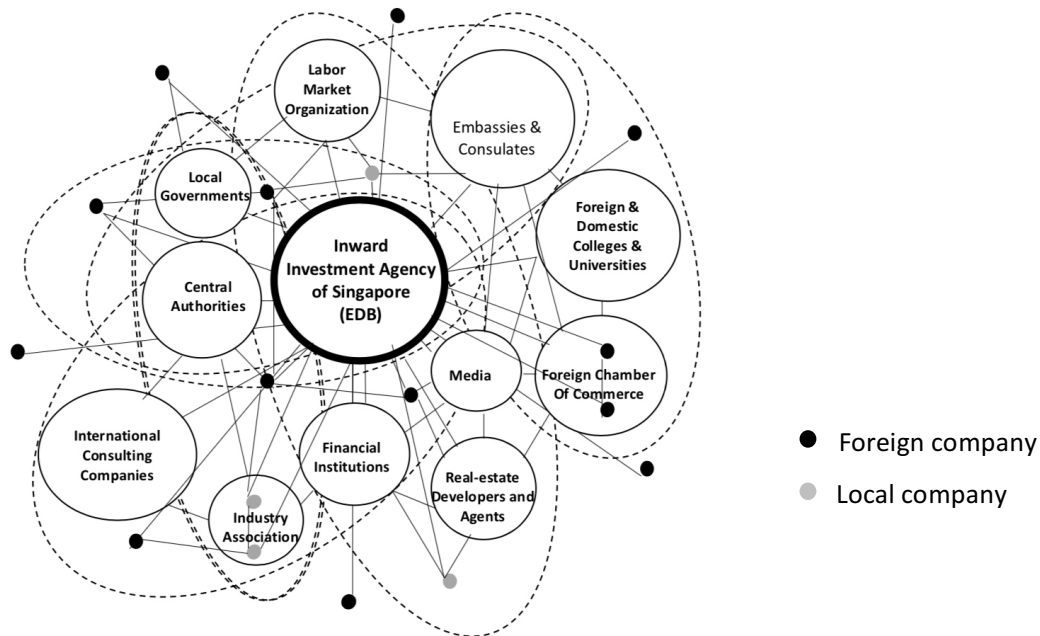 Labor
Market
Organization
Embassies &
Consulates
Local
Governments
Foreign &
Domestic
Colleges &
Universities
Inward
Investment Agency
of Singapore
(EDB)
Central
Authorities
Media
Foreign Chamber
Of Commerce
International
Consulting
Companies
Financial
Institutions
Real-estate
Developers and
Agents
Industry
Association
Foreign company
Local company